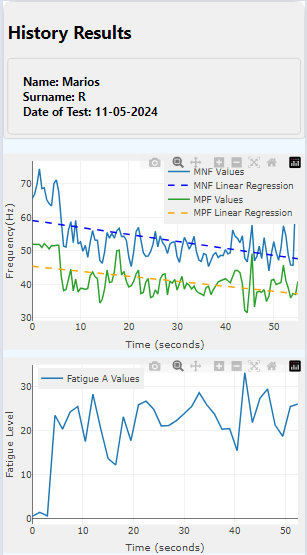 History Results
Name: Marios
Surname: R
Date of Test: 11-05-2024
MNF Values
MNF Linear Regression
MPF Values
MPF Linear Regression
Frequency(Hz)
70
60
50
40
30
0
10
20
30
40
50
Time (seconds)
Fatigue A Values
Fatigue Level
30
20
10
0
0
10
20
30
40
50
Time (seconds)